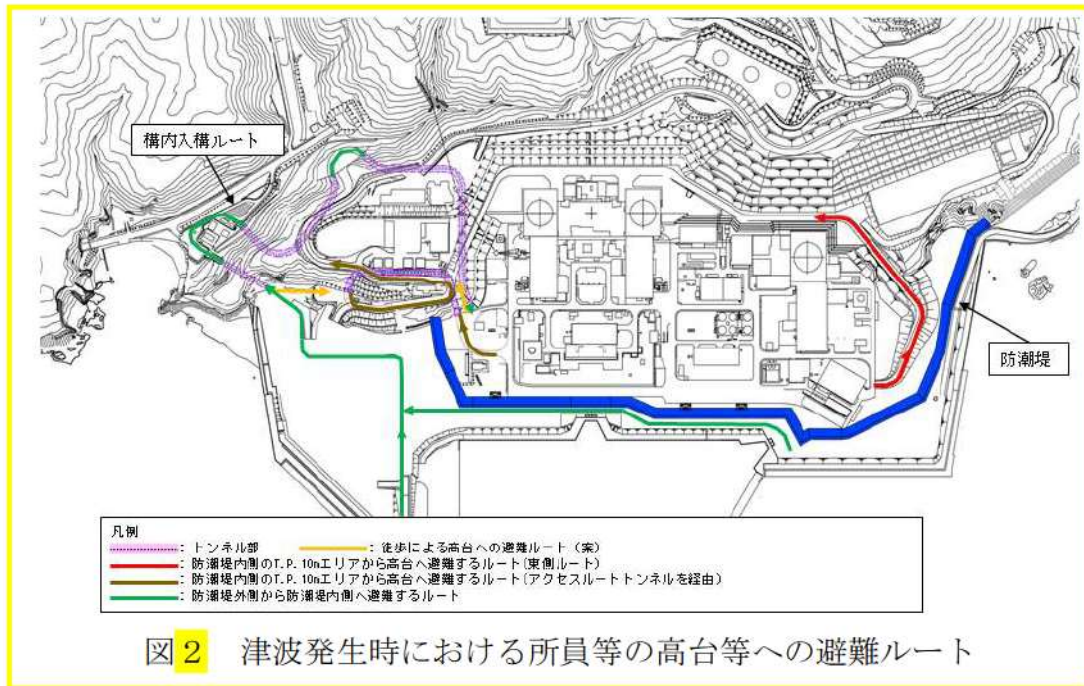 構内入構ルート
防潮堤
凡例
：トンネル部 ：徒歩による高台への避難ルート（案）
：防潮堤内側のT.P.10mエリアから高台へ避難するルート（東側ルート）
：防潮堤内側のT.P.10mエリアから高台へ避難するルート（アクセスルートトンネルを経由）
：防潮堤外側から防潮堤内側へ避難するルート
図2 津波発生時における所員等の高台等への避難ルート